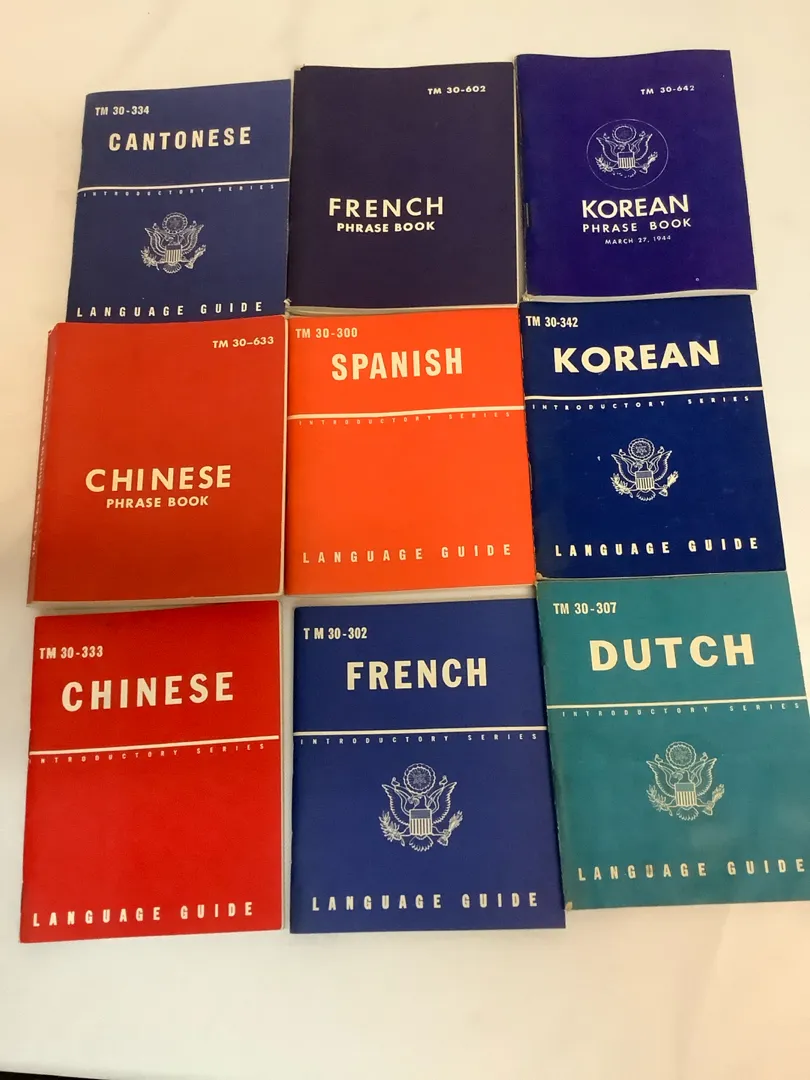 TM 30-334
CANTONESE
INTRODUCTORY SERIES
LANGUAGE GUIDE
TM 30-602
FRENCH
PHRASE BOOK
TM 30-642
KOREAN
PHRASE BOOK
MARCH 27, 1944
TM 30-633
CHINESE
PHRASE BOOK
TM 30-300
SPANISH
INTRODUCTORY SERIES
LANGUAGE GUIDE
TM 30-342
KOREAN
INTRODUCTORY SERIES
LANGUAGE GUIDE
TM 30-333
CHINESE
INTRODUCTORY SERIES
LANGUAGE GUIDE
TM 30-302
FRENCH
INTRODUCTORY SERIES
LANGUAGE GUIDE
TM 30-307
DUTCH
INTRODUCTORY SERIES
LANGUAGE GUIDE